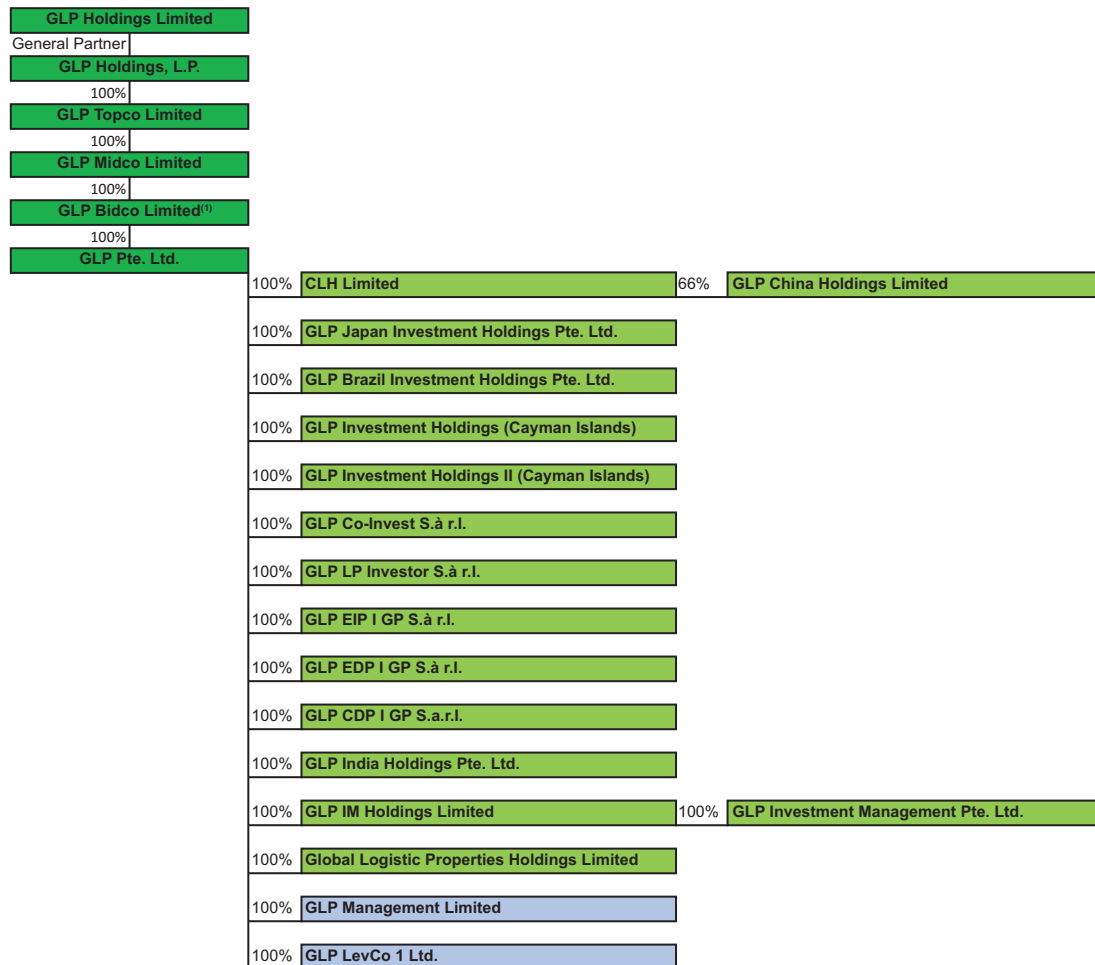 GLP Holdings Limited
General Partner
GLP Holdings, L.P.
100%
GLP Topco Limited
100%
GLP Midco Limited
100%
GLP Bidco Limited(1)
100%
GLP Pte. Ltd.
100% CLH Limited 66% GLP China Holdings Limited
100% GLP Japan Investment Holdings Pte. Ltd.
100% GLP Brazil Investment Holdings Pte. Ltd.
100% GLP Investment Holdings (Cayman Islands)
100% GLP Investment Holdings II (Cayman Islands)
100% GLP Co-Invest S.à r.l.
100% GLP LP Investor S.à r.l.
100% GLP EIP I GP S.à r.l.
100% GLP EDP I GP S.à r.l.
100% GLP CDP I GP S.a.r.l.
100% GLP India Holdings Pte. Ltd.
100% GLP IM Holdings Limited 100% GLP Investment Management Pte. Ltd.
100% Global Logistic Properties Holdings Limited
100% GLP Management Limited
100% GLP LevCo 1 Ltd.